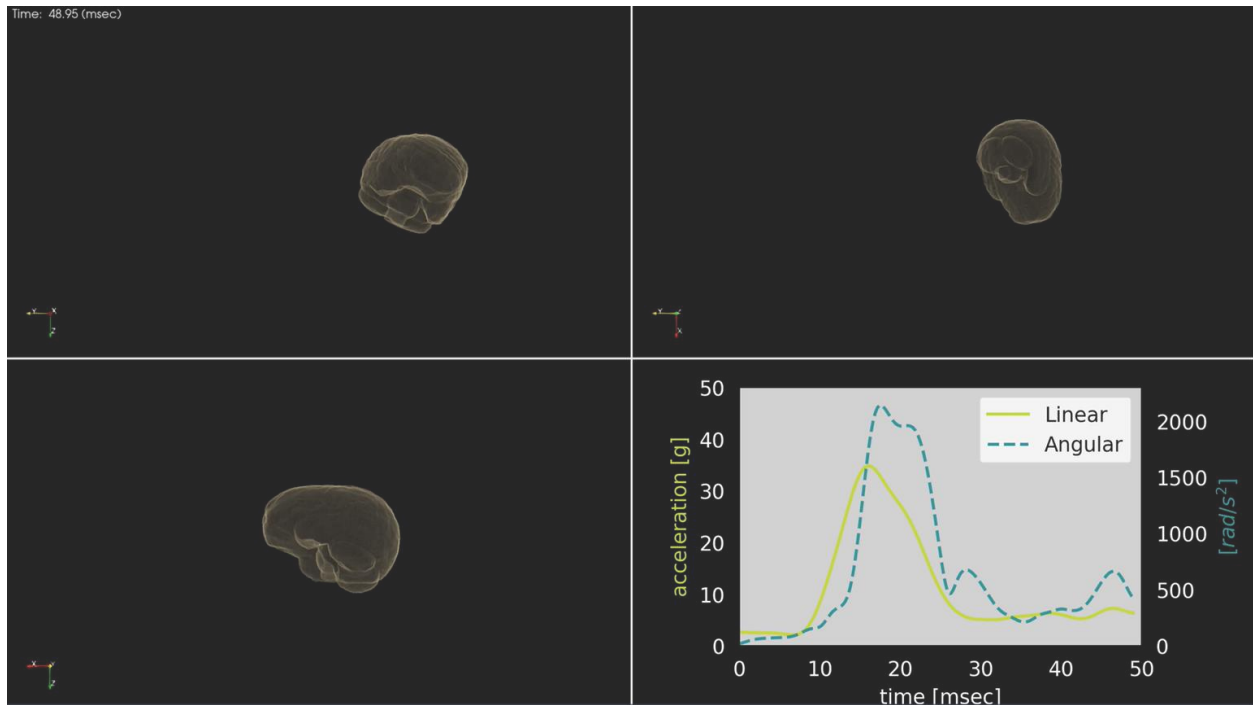 Time: 48.95 (msec)
Y
X
Z
Y
X
X
Z
50
40
30
20
10
0
acceleration [g]
Linear
Angular
2000
1500
1000
500
0
[rad/s²]
0 10 20 30 40 50
time [msec]